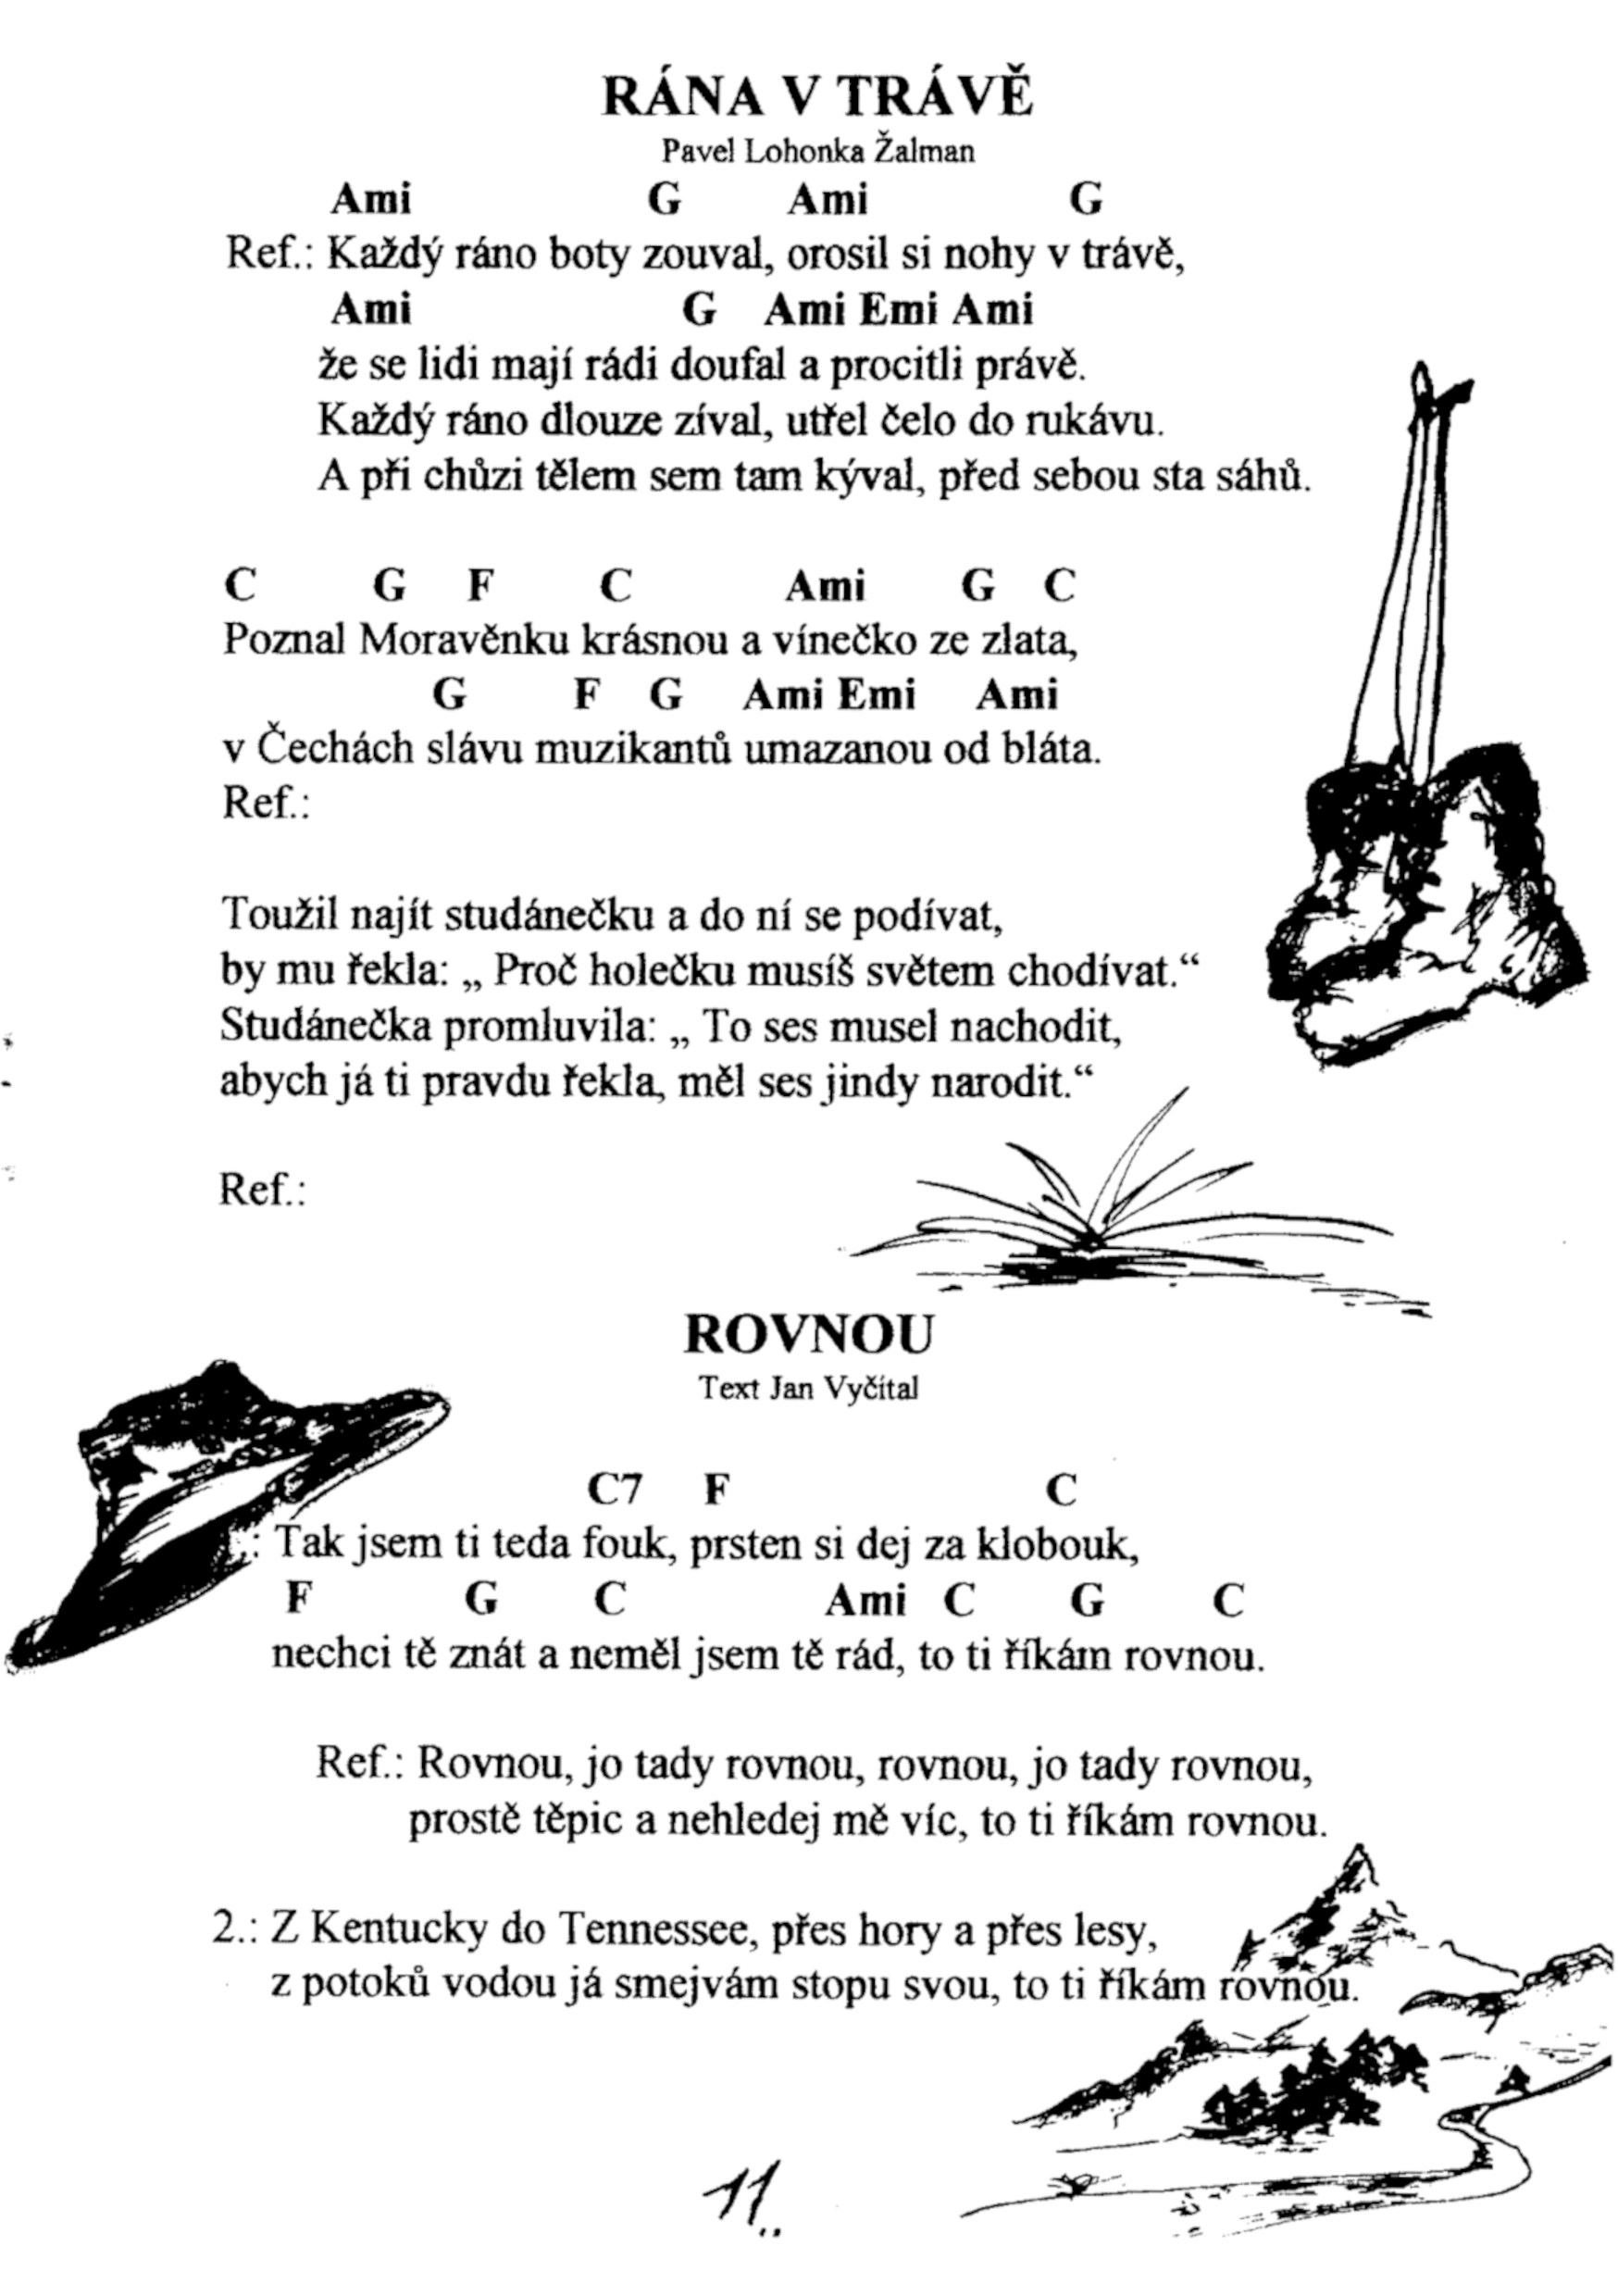 RÁNA V TRÁVĚ
Pavel Lohonka Žalman
Ami G Ami G
Ref.: Každý ráno boty zouval, orosil si nohy v trávě,
Ami G Ami Emi Ami
že se lidi mají rádi doufal a procitli právě.
Každý ráno dlouze zíval, utřel čelo do rukávu.
A při chůzi tělem sem tam kýval, před sebou sta sáhů.
C G F C Ami G C
Poznal Moravěnku krásnou a vínečko ze zlata,
G F G Ami Emi Ami
v Čechách slávu muzikantů umazanou od bláta.
Ref.:
Toužil najít studánečku a do ní se podívat,
by mu řekla: „ Proč holečku musíš světem chodívat.“
Studánečka promluvila: „ To ses musel nachodit,
abych já ti pravdu řekla, měl ses jindy narodit.“
Ref.:
ROVNOU
Text Jan Vyčítal
C7 F C
.: Tak jsem ti teda fouk, prsten si dej za klobouk,
F G C Ami C G C
nechci tě znát a neměl jsem tě rád, to ti říkám rovnou.
Ref.: Rovnou, jo tady rovnou, rovnou, jo tady rovnou,
prostě těpic a nehledej mě víc, to ti říkám rovnou.
2.: Z Kentucky do Tennessee, přes hory a přes lesy,
z potoků vodou já smejvám stopu svou, to ti říkám rovnou.
11